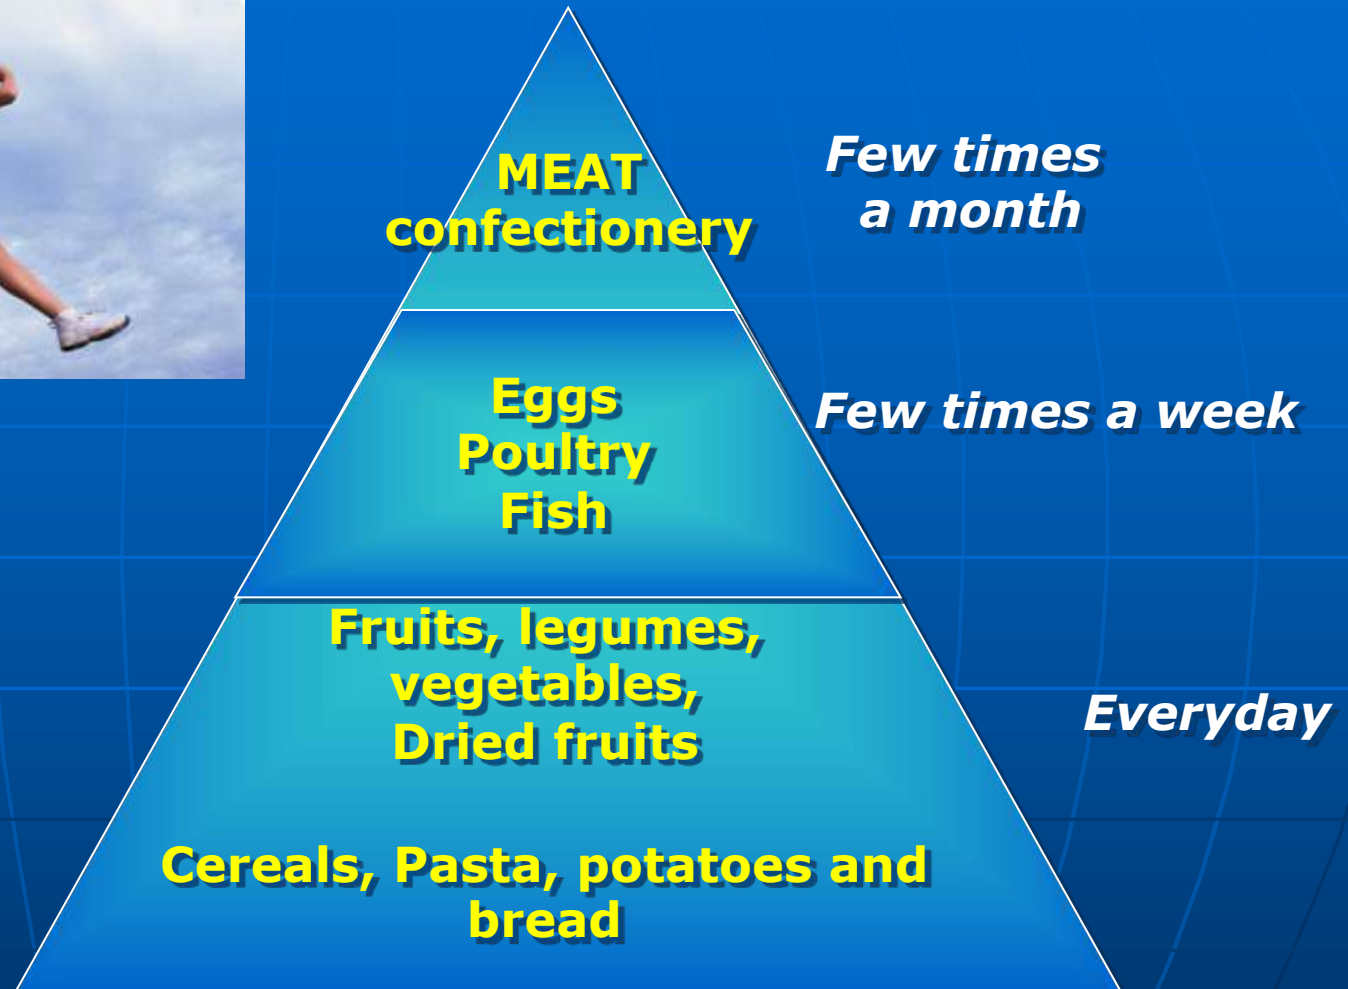 MEAT
confectionery
Few times
a month
Eggs
Poultry
Fish
Few times a week
Fruits, legumes,
vegetables,
Dried fruits
Everyday
Cereals, Pasta, potatoes and
bread